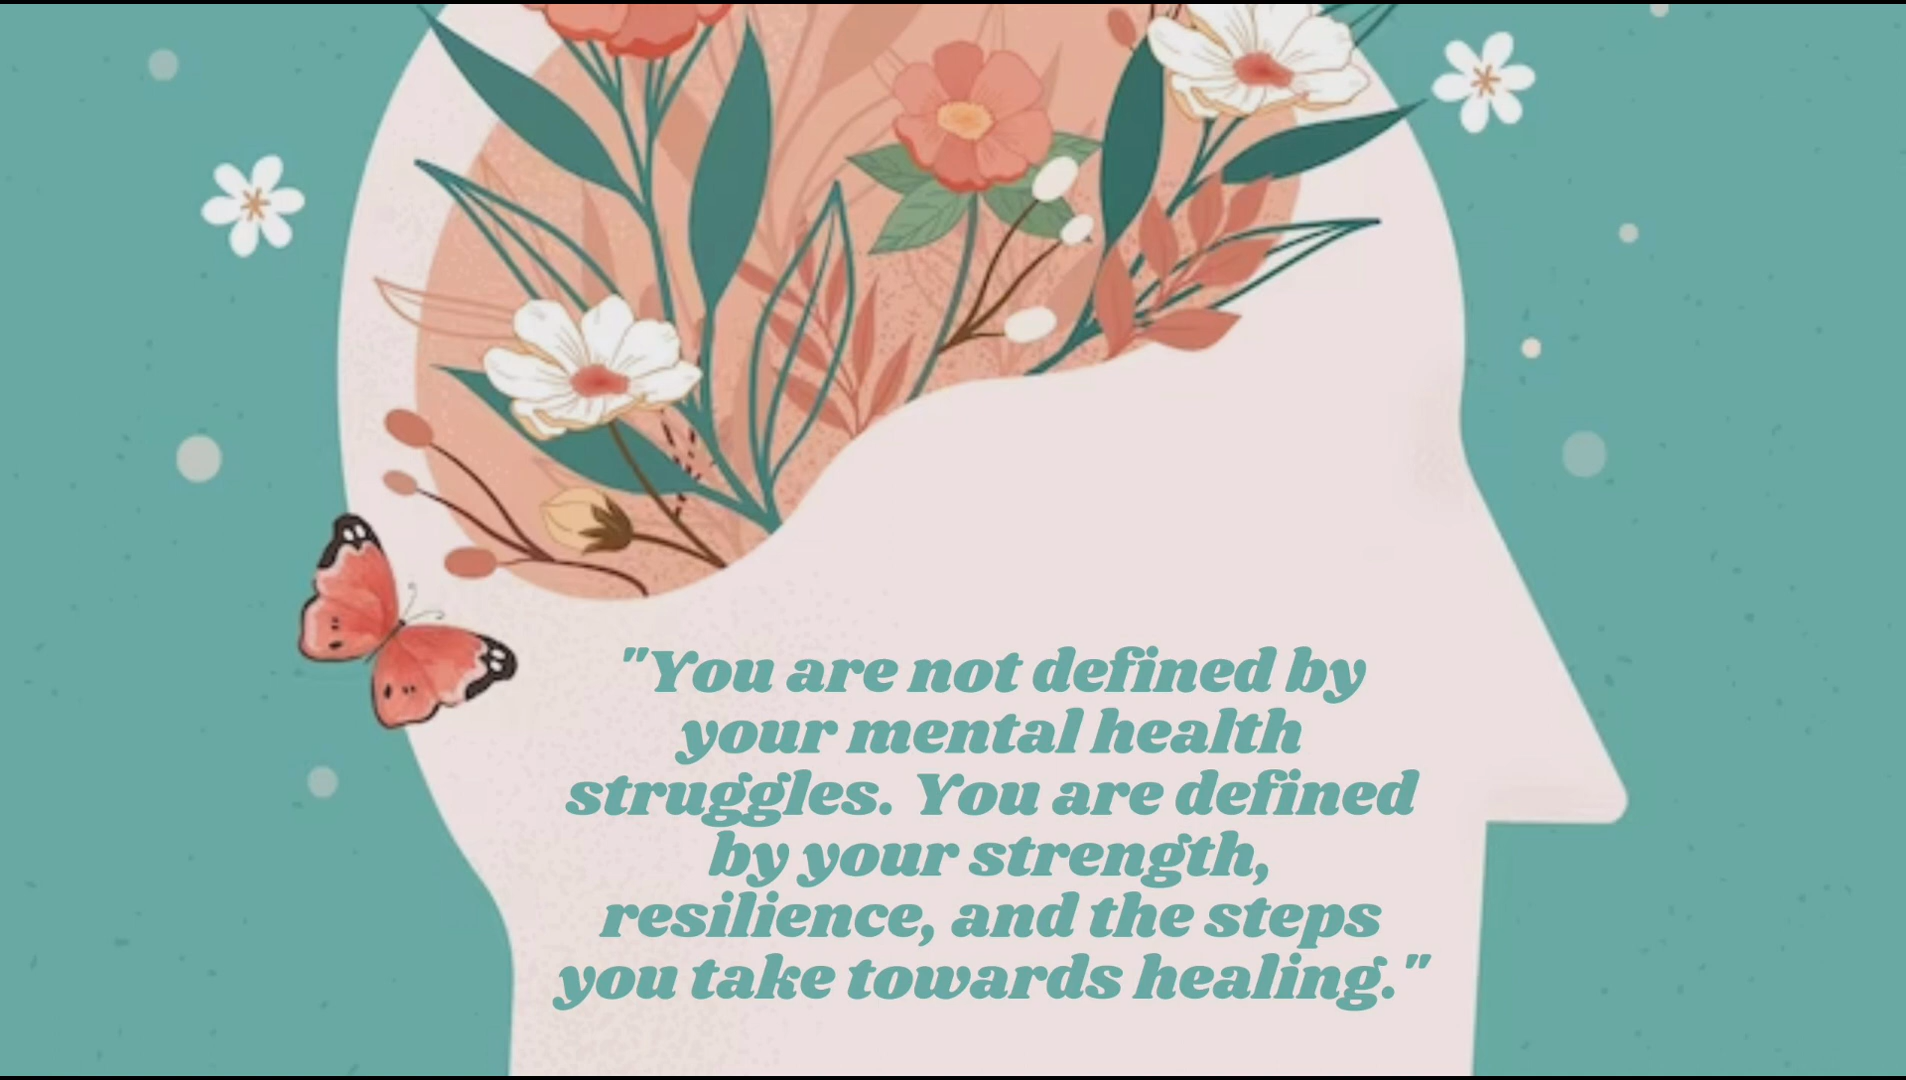 "You are not defined by
your mental health
struggles. You are defined
by your strength,
resilience, and the steps
you take towards healing."